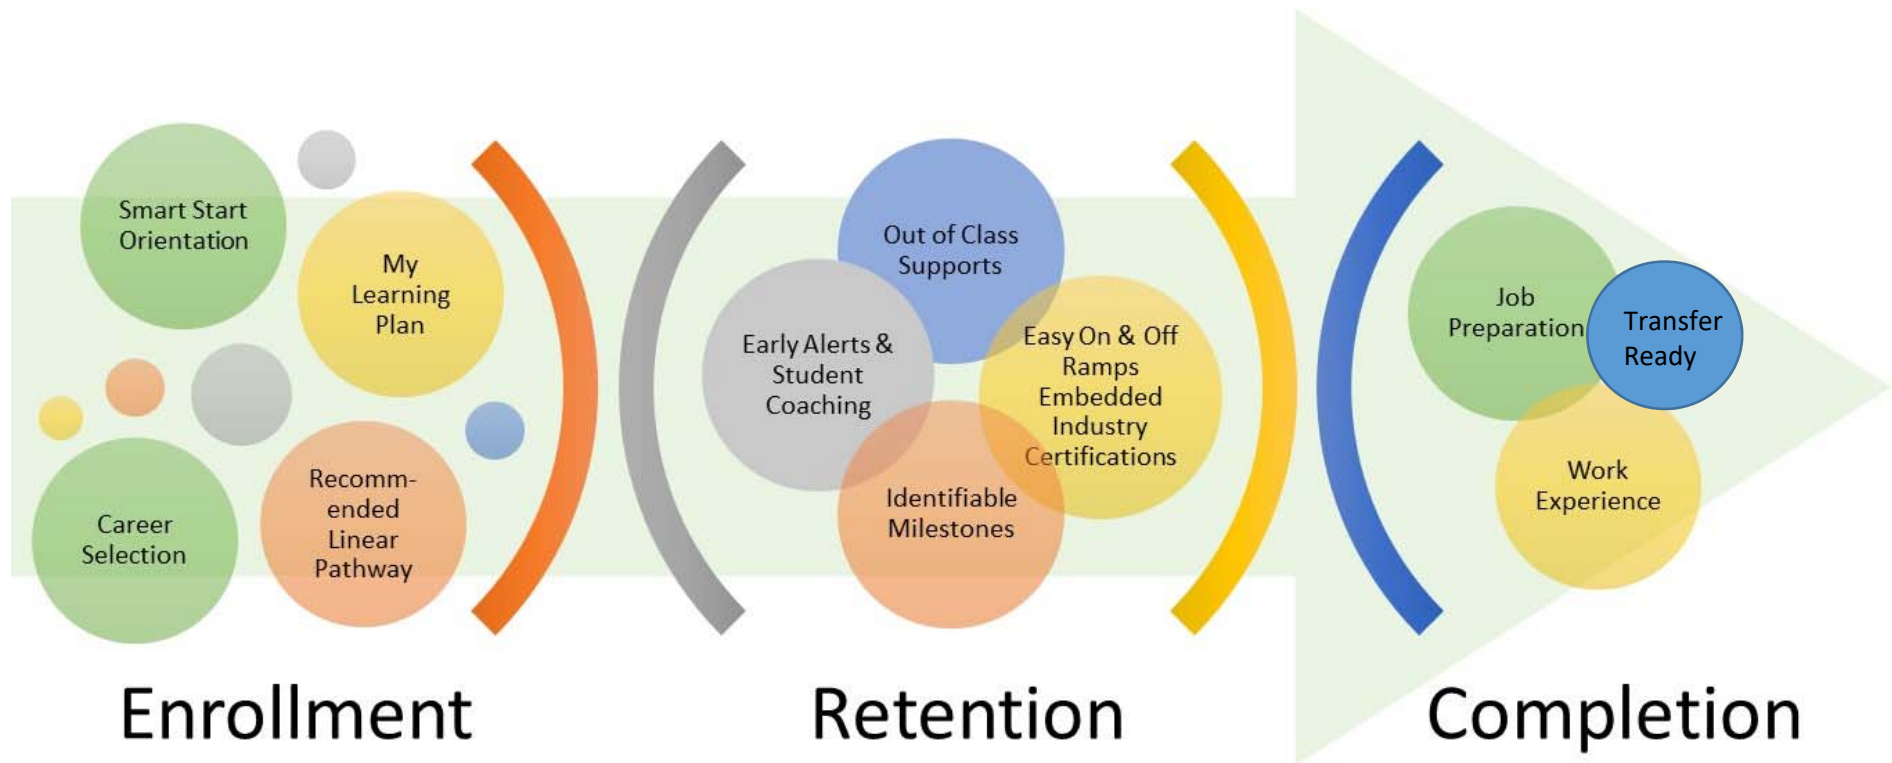 Smart Start
Orientation
My
Learning
Plan
Career
Selection
Recomm-
ended
Linear
Pathway
Out of Class
Supports
Early Alerts &
Student
Coaching
Easy On & Off
Ramps
Embedded
Industry
Certifications
Identifiable
Milestones
Job
Preparation
Transfer
Ready
Work
Experience
Enrollment
Retention
Completion